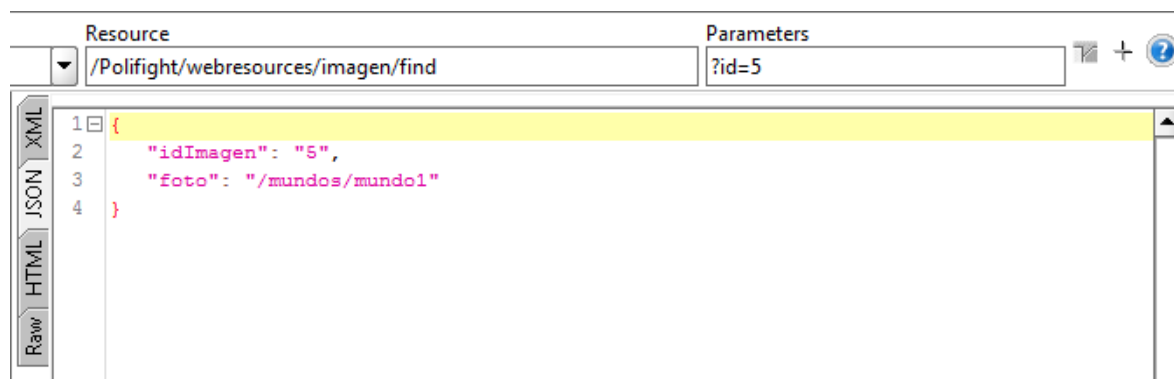 Resource Parameters
/Polifight/webresources/imagen/find ?id=5
XML
JSON
HTML
Raw
1 {
2 "idImagen": "5",
3 "foto": "/mundos/mundo1"
4 }